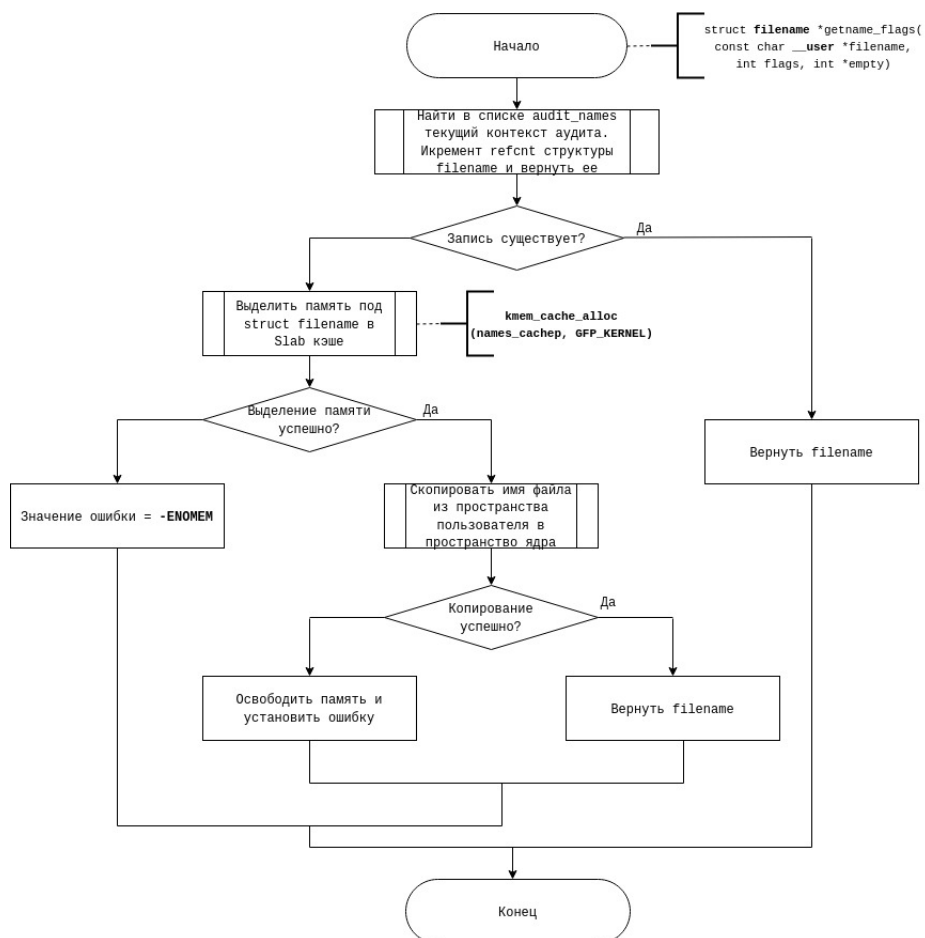 Начало
struct filename *getname_flags(
const char __user *filename,
int flags, int *empty)
Найти в списке audit_names
текущий контекст аудита.
Икремент refcnt структуры
filename и вернуть ее
Запись существует?
Да
Выделить память под
struct filename в
Slab кэше
kmem_cache_alloc
(names_cachep, GFP_KERNEL)
Выделение памяти
успешно?
Да
Вернуть filename
Значение ошибки = -ENOMEM
Скопировать имя файла
из пространства
пользователя в
пространство ядра
Копирование
успешно?
Да
Освободить память и
установить ошибку
Вернуть filename
Конец